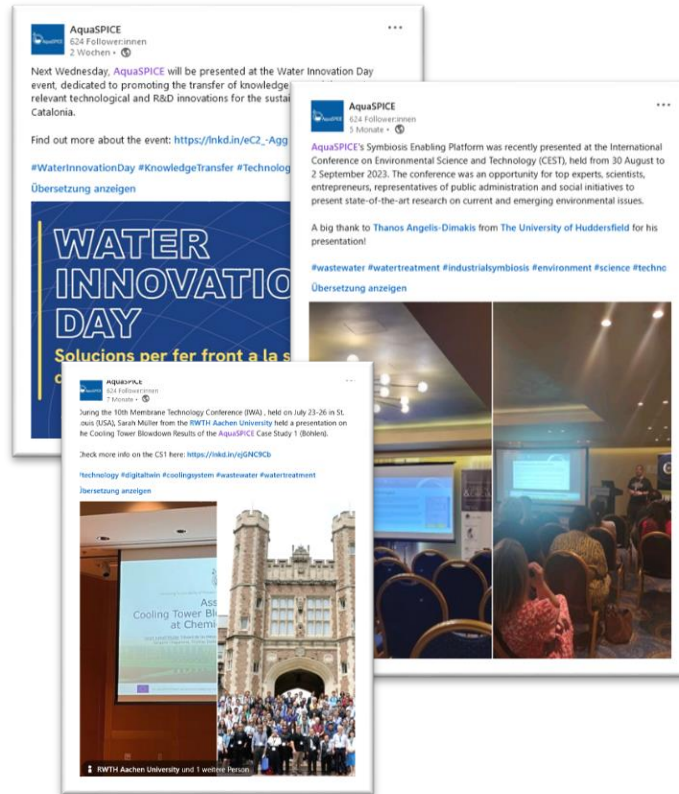 AquaSPICE
624 Follower:innen
2 Wochen •
Next Wednesday, AquaSPICE will be presented at the Water Innovation Day
event, dedicated to promoting the transfer of knowledge
relevant technological and R&D innovations for the
Catalonia.
Find out more about the event: https://lnkd.in/eC2_-Agg
#WaterInnovationDay #KnowledgeTransfer
Übersetzung anzeigen
WATER
INNOVATIO
DAY
Solucions per fer front a la s
AquaSPICE
624 Follower:innen
5 Monate •
AquaSPICE's Symbiosis Enabling Platform was recently presented at the International
Conference on Environmental Science and Technology (CEST), held from 30 August to
2 September 2023. The conference was an opportunity for top experts, scientists,
entrepreneurs, representatives of public administration and social initiatives to
present state-of-the-art research on current and emerging environmental issues.
A big thank to Thanos Angelis-Dimakis from The University of Huddersfield for his
presentation!
#wastewater #watertreatment #industrialsymbiosis #environment #science #techno
Übersetzung anzeigen
AquaSPICE
624 Follower:innen
7 Monate •
During the 10th Membrane Technology Conference (IWA) , held on July 23-26 in St.
Louis (USA), Sarah Müller from the RWTH Aachen University held a presentation on
the Cooling Tower Blowdown Results of the AquaSPICE Case Study 1 (Böhlen).
Check more info on the CS1 here: https://lnkd.in/ejGNC9Cb
#technology #digitaltwin #coolingsystem #wastewater #watertreatment
Übersetzung anzeigen
Ass
Cooling Tower Blo
at Chemi
RWTH Aachen University und 1 weitere Person